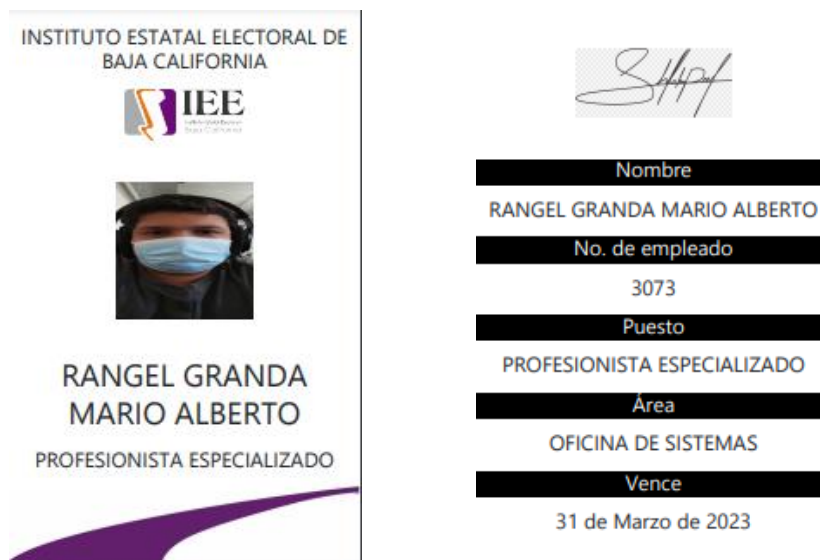 INSTITUTO ESTATAL ELECTORAL DE
BAJA CALIFORNIA
IEE
RANGEL GRANDA
MARIO ALBERTO
PROFESIONISTA ESPECIALIZADO
Nombre
RANGEL GRANDA MARIO ALBERTO
No. de empleado
3073
Puesto
PROFESIONISTA ESPECIALIZADO
Área
OFICINA DE SISTEMAS
Vence
31 de Marzo de 2023